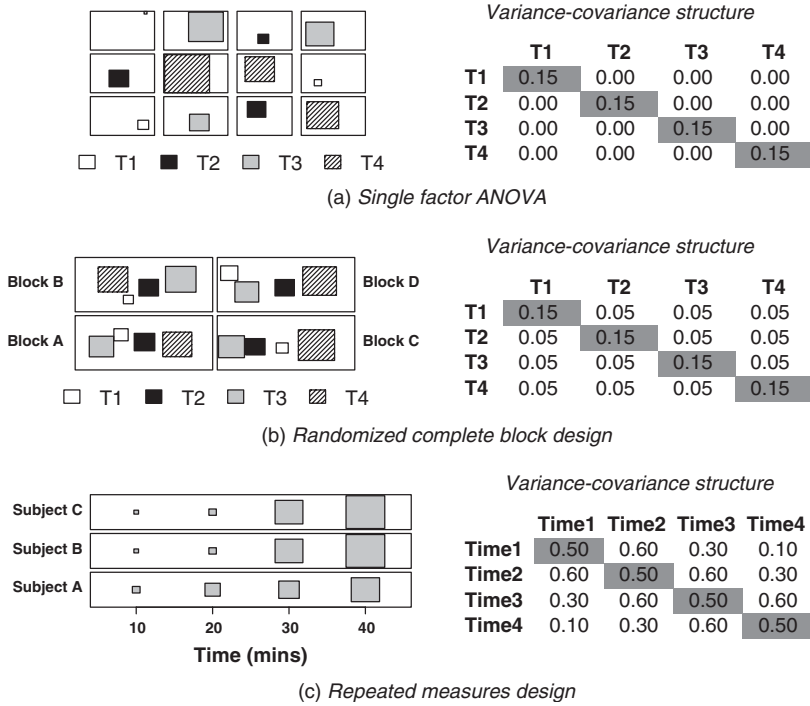 Variance-covariance structure
T1 T2 T3 T4
T1 0.15 0.00 0.00 0.00
T2 0.00 0.15 0.00 0.00
T3 0.00 0.00 0.15 0.00
T4 0.00 0.00 0.00 0.15
T1 T2 T3 T4
(a) Single factor ANOVA
Variance-covariance structure
Block B Block D
Block A Block C
T1 T2 T3 T4
T1 0.15 0.05 0.05 0.05
T2 0.05 0.15 0.05 0.05
T3 0.05 0.05 0.15 0.05
T4 0.05 0.05 0.05 0.15
T1 T2 T3 T4
(b) Randomized complete block design
Variance-covariance structure
Subject C
Subject B
Subject A
10 20 30 40
Time (mins)
Time1 Time2 Time3 Time4
Time1 0.50 0.60 0.30 0.10
Time2 0.60 0.50 0.60 0.30
Time3 0.30 0.60 0.50 0.60
Time4 0.10 0.30 0.60 0.50
(c) Repeated measures design